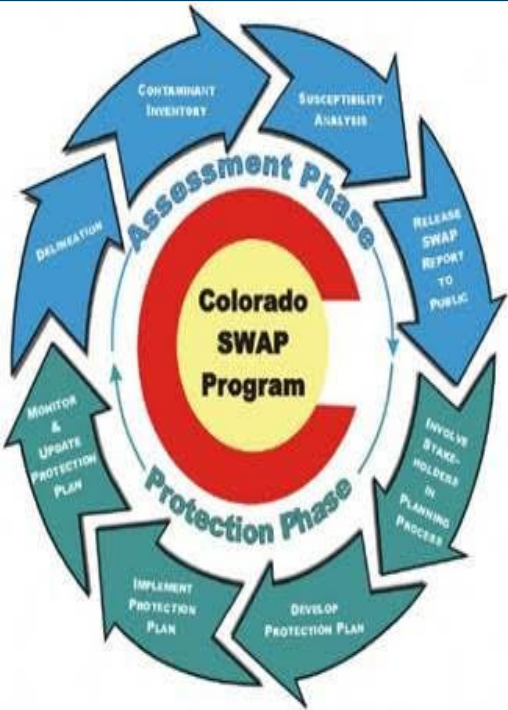 DELINEATION
CONTAMINANT
INVENTORY
SUSCEPTIBILITY
ANALYSIS
RELEASE
SWAP
REPORT
TO
PUBLIC
INVOLVE
STAKE-
HOLDERS
IN
PLANNING
PROCESS
DEVELOP
PROTECTION PLAN
IMPLEMENT
PROTECTION
PLAN
MONITOR
&
UPDATE
PROTECTION
PLAN
Assessment Phase
Colorado
SWAP
Program
Protection Phase